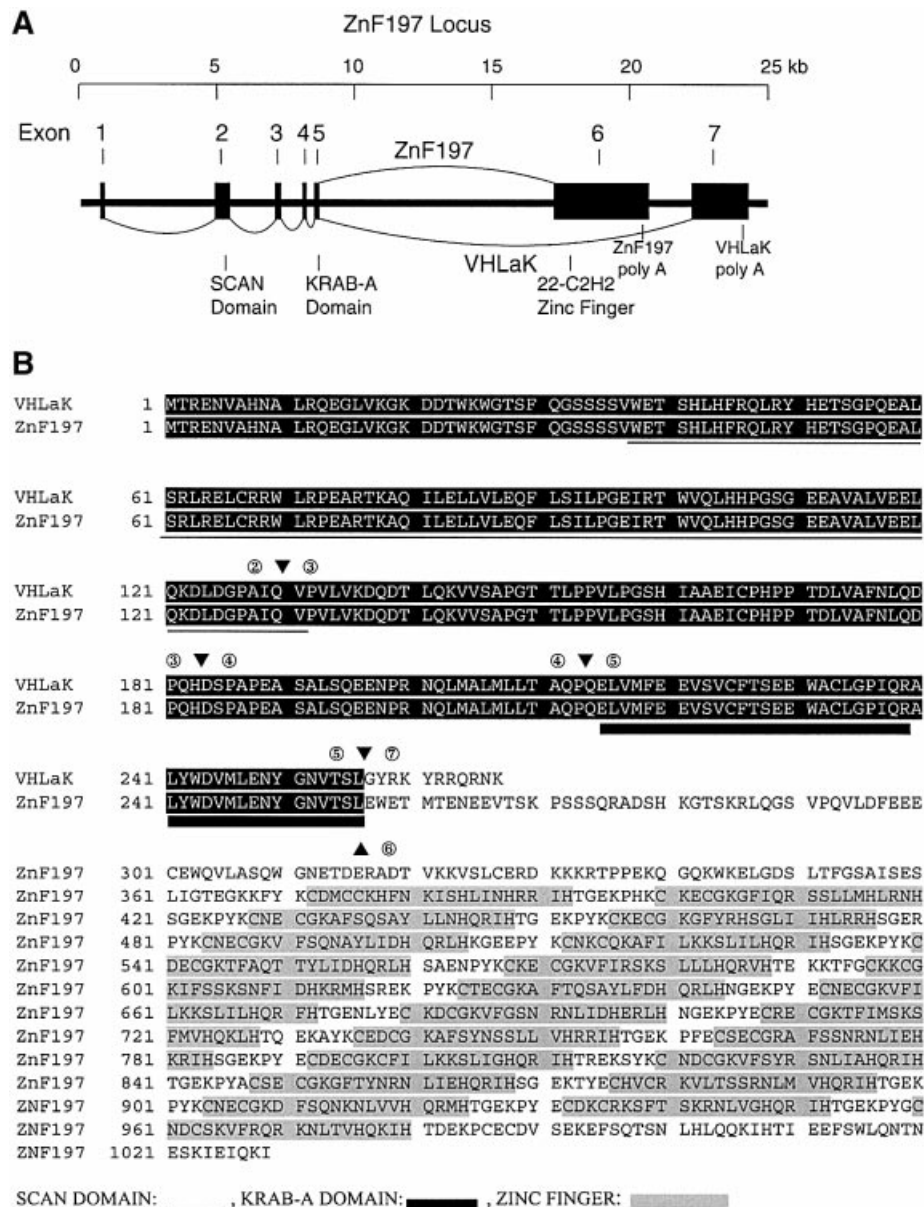 A
ZnF197 Locus
0 5 10 15 20 25 kb
Exon 1 2 3 4 5 6 7
ZnF197
ZnF197 poly A
VHLaK poly A
VHLaK
SCAN Domain
KRAB-A Domain
22-C2H2 Zinc Finger
B
VHLaK 1 MTRENVAHNA LRQEGLVKGK DDTWKWGTSF QGSSSSVWET SHLHFRQLRY HETSGPQEAL
ZnF197 1 MTRENVAHNA LRQEGLVKGK DDTWKWGTSF QGSSSSVWET SHLHFRQLRY HETSGPQEAL
VHLaK 61 SRLRELCRRW LRPEARTKAQ ILELLVLEQF LSILPGEIRT WVQLHHPGSG EEAVALVEEL
ZnF197 61 SRLRELCRRW LRPEARTKAQ ILELLVLEQF LSILPGEIRT WVQLHHPGSG EEAVALVEEL
② ▼ ③
VHLaK 121 QKDLDGPAIQ VPVLVKDQDT LQKVVSAPGT TLPPVLPGSH IAAEICPHPP TDLVAFNLQD
ZnF197 121 QKDLDGPAIQ VPVLVKDQDT LQKVVSAPGT TLPPVLPGSH IAAEICPHPP TDLVAFNLQD
③ ▼ ④ ④ ▼ ⑤
VHLaK 181 PQHDSPAPEA SALSQEENPR NQLMALMLLT AQPQELVMFE EVSVCFTSEE WACLGPIQRA
ZnF197 181 PQHDSPAPEA SALSQEENPR NQLMALMLLT AQPQELVMFE EVSVCFTSEE WACLGPIQRA
⑤ ▼ ⑦
VHLaK 241 LYWDVMLENY GNVTSLGYRK YRRQRNK
ZnF197 241 LYWDVMLENY GNVTSLEWET MTENEEVTSK PSSSQRADSH KGTSKRLQGS VPQVLDFEEE
▲ ⑥
ZnF197 301 CEWQVLASQW GNETDERADT VKKVSLCERD KKKRTPPEKQ GQKWKELGDS LTFGSAISES
ZnF197 361 LIGTEGKKFY KCDMCCKHFN KISHLINHRR IHTGEKPHKC KECGKGFIQR SSLLMHLRNH
ZnF197 421 SGEKPYKCNE CGKAFSQSAY LLNHQRIHTG EKPYKCKECG KGFYRHSGLI IHLRRHSGER
ZnF197 481 PYKCNECGKV FSQNAYLIDH QRLHKGEEPY KCNKCQKAFI LKKSLILHQR IHSGEKPYKC
ZnF197 541 DECGKTFAQT TYLIDHQRLH SAENPYKCKE CGKVFIRSKS LLLHQRVHTE KKTFGCKKCG
ZnF197 601 KIFSSKSNFI DHKRMHSREK PYKCTECGKA FTQSAYLFDH QRLHNGEKPY ECNECGKVFI
ZnF197 661 LKKSLILHQR FHTGENLYEC KDCGKVFGSN RNLIDHERLH NGEKPYECRE CGKTFIMSKS
ZnF197 721 FMVHQKLHTQ EKAYKCEDCG KAFSYNSSLL VHRRIHTGEK PFECSECGRA FSSNRNLIEH
ZnF197 781 KRIHSGEKPY ECDECGKCFI LKKSLIGHQR IHTREKSYKC NDCGKVFSYR SNLIAHQRIH
ZnF197 841 TGEKPYACSE CGKGFTYNRN LIEHQRIHSG EKTYECHVCR KVLTSSRNLM VHQRIHTGEK
ZNF197 901 PYKCNECGKD FSQNKNLVVH QRMHTGEKPY ECDKCRKSFT SKRNLVGHQR IHTGEKPYGC
ZNF197 961 NDCSKVFRQR KNLTVHQKIH TDEKPCECDV SEKEFSQTSN LHLQQKIHTI EEFSWLQNTN
ZNF197 1021 ESKIEIQKI
SCAN DOMAIN: , KRAB-A DOMAIN: , ZINC FINGER: